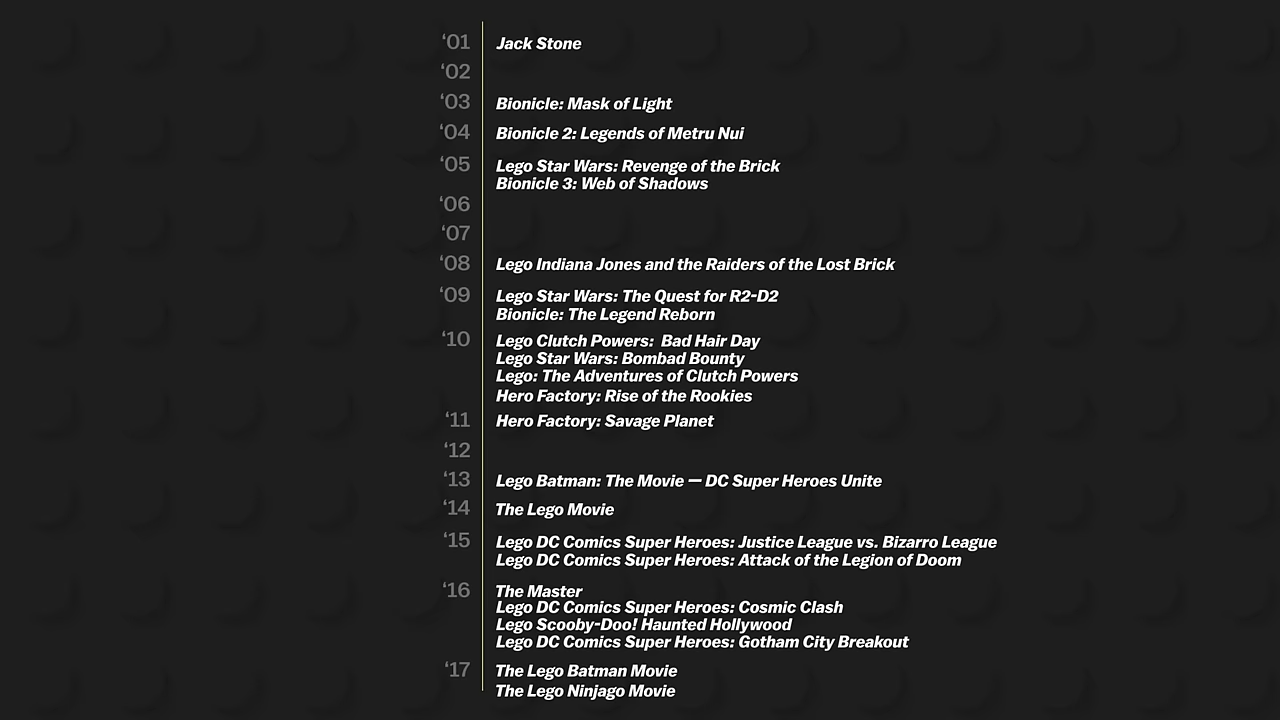 ‘01 Jack Stone
‘02
‘03 Bionicle: Mask of Light
‘04 Bionicle 2: Legends of Metru Nui
‘05 Lego Star Wars: Revenge of the Brick
Bionicle 3: Web of Shadows
‘06
‘07
‘08 Lego Indiana Jones and the Raiders of the Lost Brick
‘09 Lego Star Wars: The Quest for R2-D2
Bionicle: The Legend Reborn
‘10 Lego Clutch Powers:  Bad Hair Day
Lego Star Wars: Bombad Bounty
Lego: The Adventures of Clutch Powers
Hero Factory: Rise of the Rookies
‘11 Hero Factory: Savage Planet
‘12
‘13 Lego Batman: The Movie — DC Super Heroes Unite
‘14 The Lego Movie
‘15 Lego DC Comics Super Heroes: Justice League vs. Bizarro League
Lego DC Comics Super Heroes: Attack of the Legion of Doom
‘16 The Master
Lego DC Comics Super Heroes: Cosmic Clash
Lego Scooby-Doo! Haunted Hollywood
Lego DC Comics Super Heroes: Gotham City Breakout
‘17 The Lego Batman Movie
The Lego Ninjago Movie